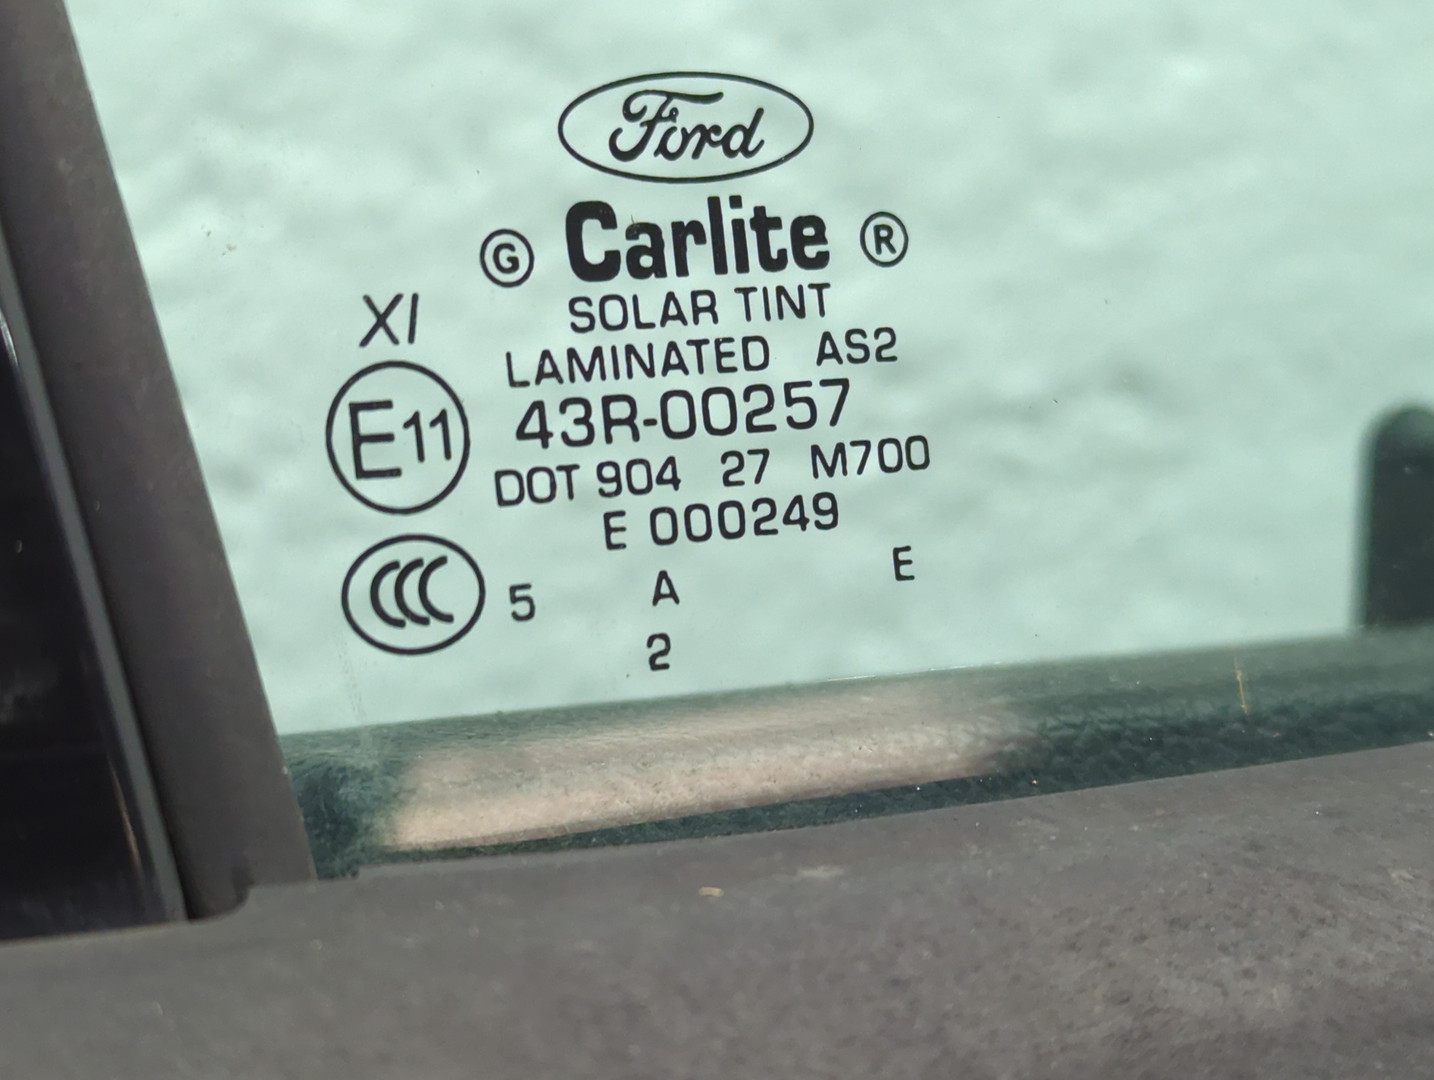 Ford
G Carlite ®
SOLAR TINT
XI
LAMINATED AS2
E11 43R-00257
DOT 904 27 M700
E 000249
CCC 5 A E
2